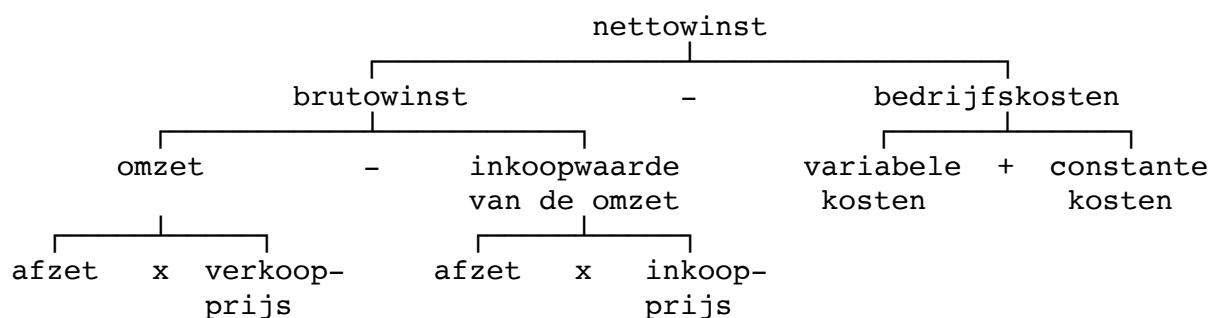 nettowinst
brutowinst - bedrijfskosten
omzet - inkoopwaarde variabele + constante
van de omzet kosten kosten
afzet x verkoop- afzet x inkoop-
prijs prijs